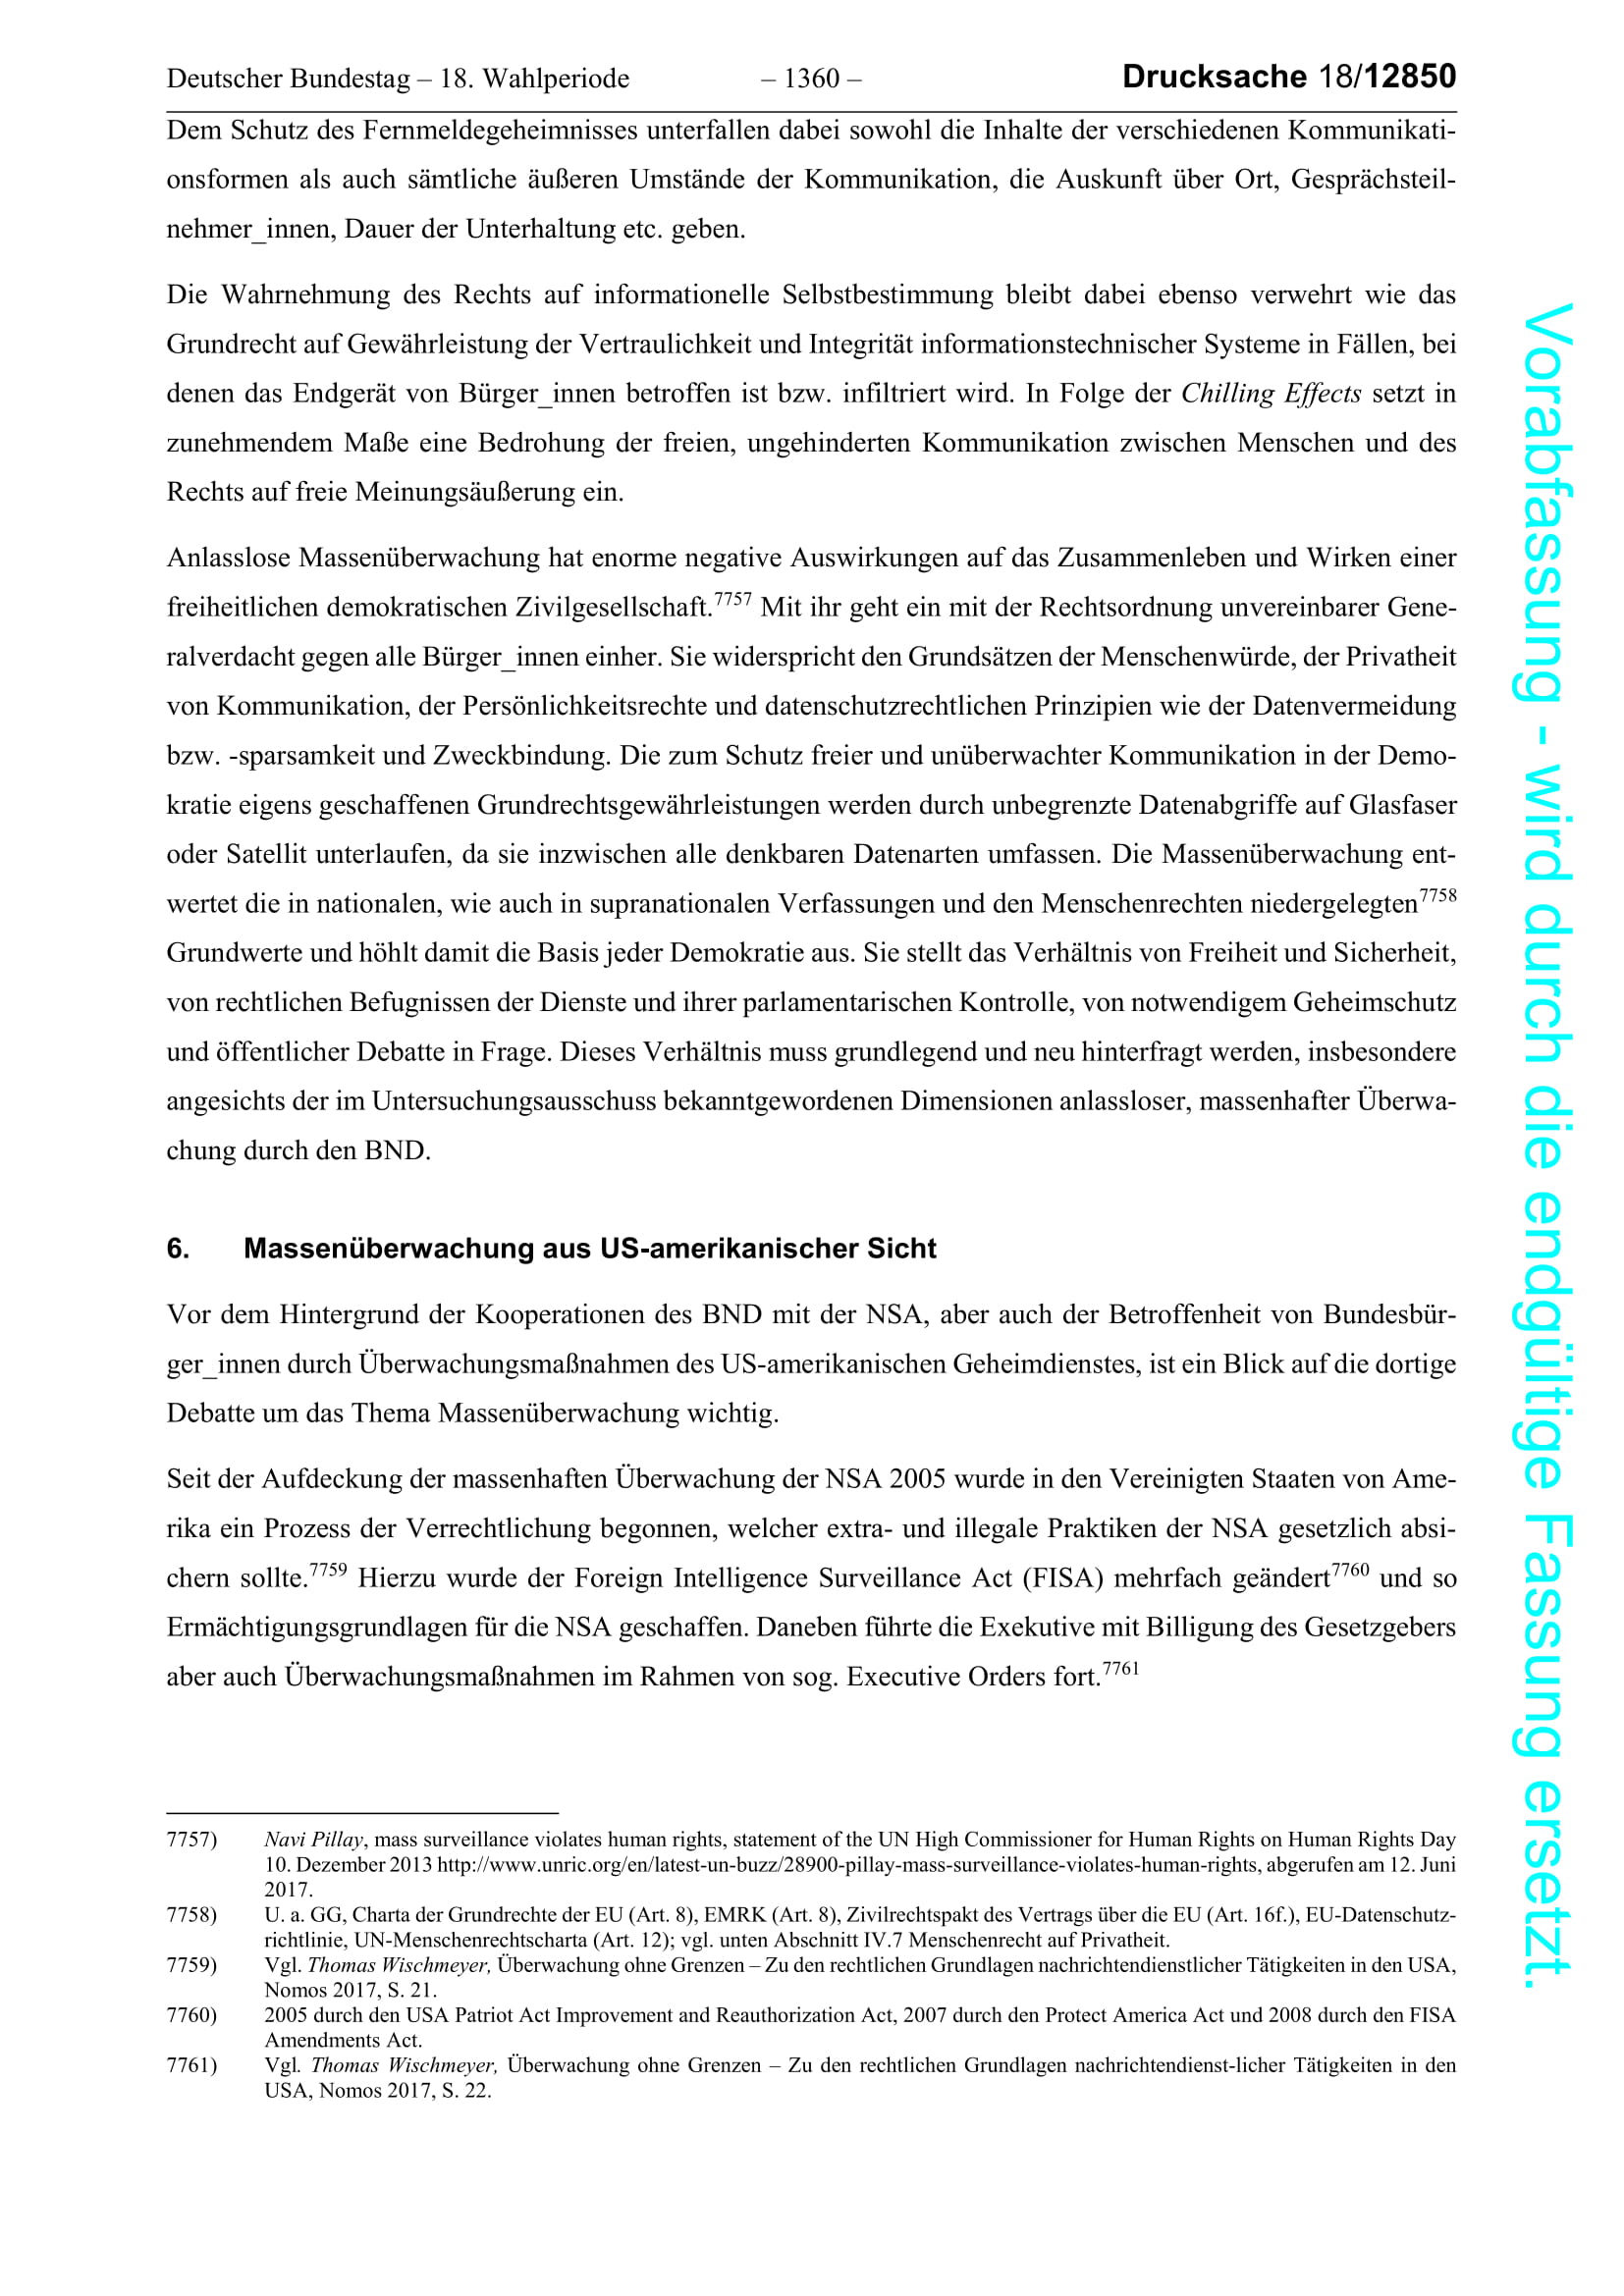 Deutscher Bundestag – 18. Wahlperiode – 1360 – Drucksache 18/12850
Dem Schutz des Fernmeldegeheimnisses unterfallen dabei sowohl die Inhalte der verschiedenen Kommunikati-
onsformen als auch sämtliche äußeren Umstände der Kommunikation, die Auskunft über Ort, Gesprächsteil-
nehmer_innen, Dauer der Unterhaltung etc. geben.
Die Wahrnehmung des Rechts auf informationelle Selbstbestimmung bleibt dabei ebenso verwehrt wie das
Grundrecht auf Gewährleistung der Vertraulichkeit und Integrität informationstechnischer Systeme in Fällen, bei
denen das Endgerät von Bürger_innen betroffen ist bzw. infiltriert wird. In Folge der Chilling Effects setzt in
zunehmendem Maße eine Bedrohung der freien, ungehinderten Kommunikation zwischen Menschen und des
Rechts auf freie Meinungsäußerung ein.
Anlasslose Massenüberwachung hat enorme negative Auswirkungen auf das Zusammenleben und Wirken einer
freiheitlichen demokratischen Zivilgesellschaft.7757 Mit ihr geht ein mit der Rechtsordnung unvereinbarer Gene-
ralverdacht gegen alle Bürger_innen einher. Sie widerspricht den Grundsätzen der Menschenwürde, der Privatheit
von Kommunikation, der Persönlichkeitsrechte und datenschutzrechtlichen Prinzipien wie der Datenvermeidung
bzw. -sparsamkeit und Zweckbindung. Die zum Schutz freier und unüberwachter Kommunikation in der Demo-
kratie eigens geschaffenen Grundrechtsgewährleistungen werden durch unbegrenzte Datenabgriffe auf Glasfaser
oder Satellit unterlaufen, da sie inzwischen alle denkbaren Datenarten umfassen. Die Massenüberwachung ent-
wertet die in nationalen, wie auch in supranationalen Verfassungen und den Menschenrechten niedergelegten7758
Grundwerte und höhlt damit die Basis jeder Demokratie aus. Sie stellt das Verhältnis von Freiheit und Sicherheit,
von rechtlichen Befugnissen der Dienste und ihrer parlamentarischen Kontrolle, von notwendigem Geheimschutz
und öffentlicher Debatte in Frage. Dieses Verhältnis muss grundlegend und neu hinterfragt werden, insbesondere
angesichts der im Untersuchungsausschuss bekanntgewordenen Dimensionen anlassloser, massenhafter Überwa-
chung durch den BND.
6. Massenüberwachung aus US-amerikanischer Sicht
Vor dem Hintergrund der Kooperationen des BND mit der NSA, aber auch der Betroffenheit von Bundesbür-
ger_innen durch Überwachungsmaßnahmen des US-amerikanischen Geheimdienstes, ist ein Blick auf die dortige
Debatte um das Thema Massenüberwachung wichtig.
Seit der Aufdeckung der massenhaften Überwachung der NSA 2005 wurde in den Vereinigten Staaten von Ame-
rika ein Prozess der Verrechtlichung begonnen, welcher extra- und illegale Praktiken der NSA gesetzlich absi-
chern sollte.7759 Hierzu wurde der Foreign Intelligence Surveillance Act (FISA) mehrfach geändert7760 und so
Ermächtigungsgrundlagen für die NSA geschaffen. Daneben führte die Exekutive mit Billigung des Gesetzgebers
aber auch Überwachungsmaßnahmen im Rahmen von sog. Executive Orders fort.7761
7757) Navi Pillay, mass surveillance violates human rights, statement of the UN High Commissioner for Human Rights on Human Rights Day
10. Dezember 2013 http://www.unric.org/en/latest-un-buzz/28900-pillay-mass-surveillance-violates-human-rights, abgerufen am 12. Juni
2017.
7758) U. a. GG, Charta der Grundrechte der EU (Art. 8), EMRK (Art. 8), Zivilrechtspakt des Vertrags über die EU (Art. 16f.), EU-Datenschutz-
richtlinie, UN-Menschenrechtscharta (Art. 12); vgl. unten Abschnitt IV.7 Menschenrecht auf Privatheit.
7759) Vgl. Thomas Wischmeyer, Überwachung ohne Grenzen – Zu den rechtlichen Grundlagen nachrichtendienstlicher Tätigkeiten in den USA,
Nomos 2017, S. 21.
7760) 2005 durch den USA Patriot Act Improvement and Reauthorization Act, 2007 durch den Protect America Act und 2008 durch den FISA
Amendments Act.
7761) Vgl. Thomas Wischmeyer, Überwachung ohne Grenzen – Zu den rechtlichen Grundlagen nachrichtendienst-licher Tätigkeiten in den
USA, Nomos 2017, S. 22.
Vorabfassung - wird durch die endgültige Fassung ersetzt.